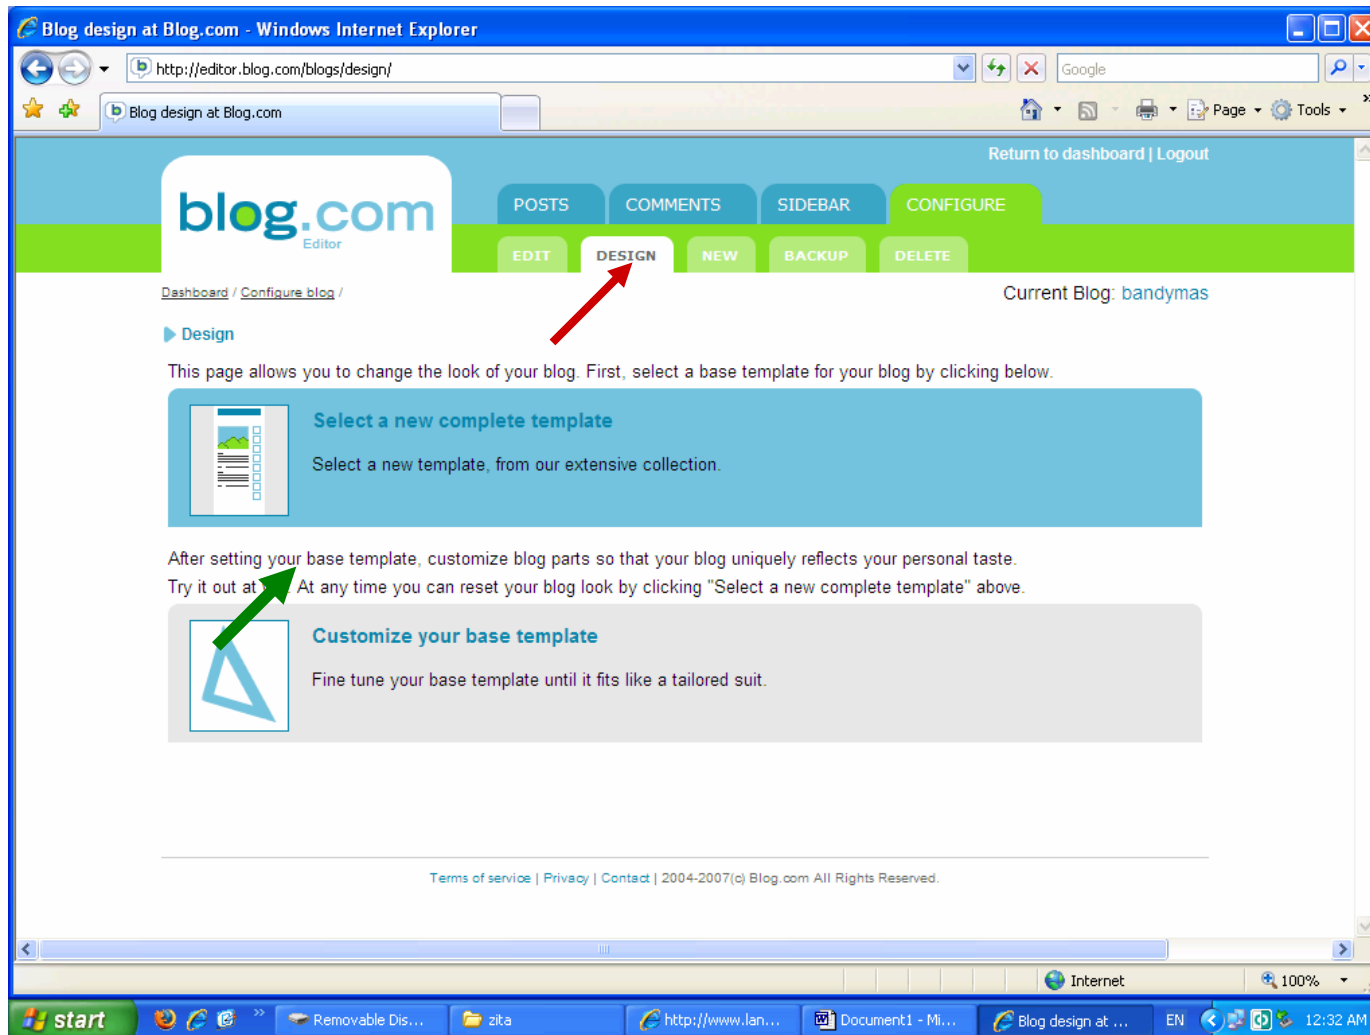 Blog design at Blog.com - Windows Internet Explorer
http://editor.blog.com/blogs/design/
Google
Blog design at Blog.com
Page
Tools
»
Return to dashboard | Logout
blog.com
Editor
POSTS COMMENTS SIDEBAR CONFIGURE
EDIT DESIGN NEW BACKUP DELETE
Dashboard / Configure blog /
Current Blog: bandymas
Design
This page allows you to change the look of your blog. First, select a base template for your blog by clicking below.
Select a new complete template
Select a new template, from our extensive collection.
After setting your base template, customize blog parts so that your blog uniquely reflects your personal taste.
Try it out at At any time you can reset your blog look by clicking "Select a new complete template" above.
Customize your base template
Fine tune your base template until it fits like a tailored suit.
Terms of service | Privacy | Contact | 2004-2007(c) Blog.com All Rights Reserved.
Internet
100%
start
»
Removable Dis...
zita
http://www.lan...
Document1 - Mi...
Blog design at ...
EN
12:32 AM